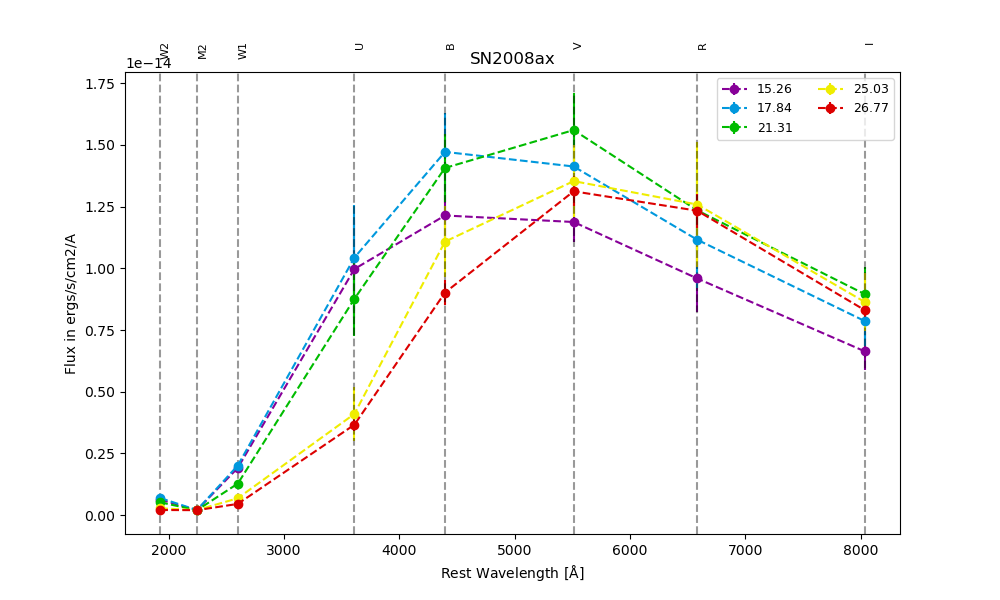 W2 M2 W1 U B V R I
1e−14 SN2008ax
1.75
1.50
1.25
1.00
0.75
0.50
0.25
0.00
Flux in ergs/s/cm2/A
15.26 25.03
17.84 26.77
21.31
2000 3000 4000 5000 6000 7000 8000
Rest Wavelength [Å]